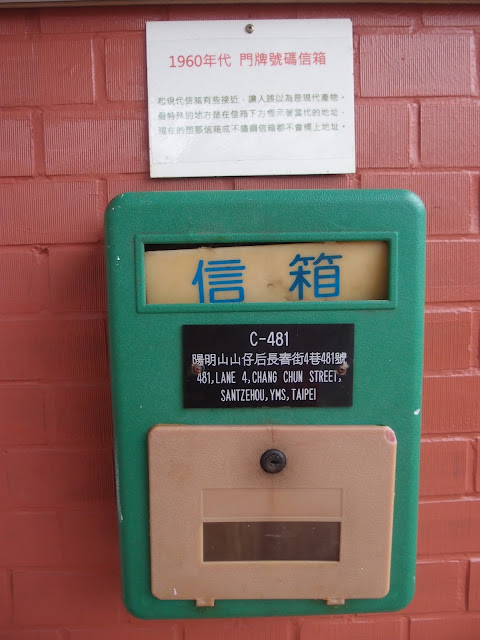 1960年代 門牌號碼信箱
和現代信箱有些接近，讓人誤以為是現代產物。
最特殊的地方是在信箱下方標示著當代的地址，
現在的塑膠信箱或不鏽鋼信箱都不會標上地址。
信箱
C-481
陽明山山仔后長春街4巷481號
481,LANE 4,CHANG CHUN STREET,
SANTZEHOU,YMS,TAIPEI